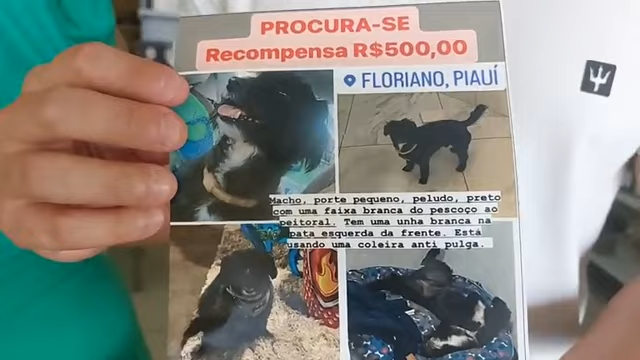 PROCURA-SE
Recompensa R$500,00
FLORIANO, PIAUÍ
Macho, porte pequeno, peludo, preto
com uma faixa branca do pescoço ao
peitoral. Tem uma unha branca na
pata esquerda da frente. Está
usando uma coleira anti pulga.